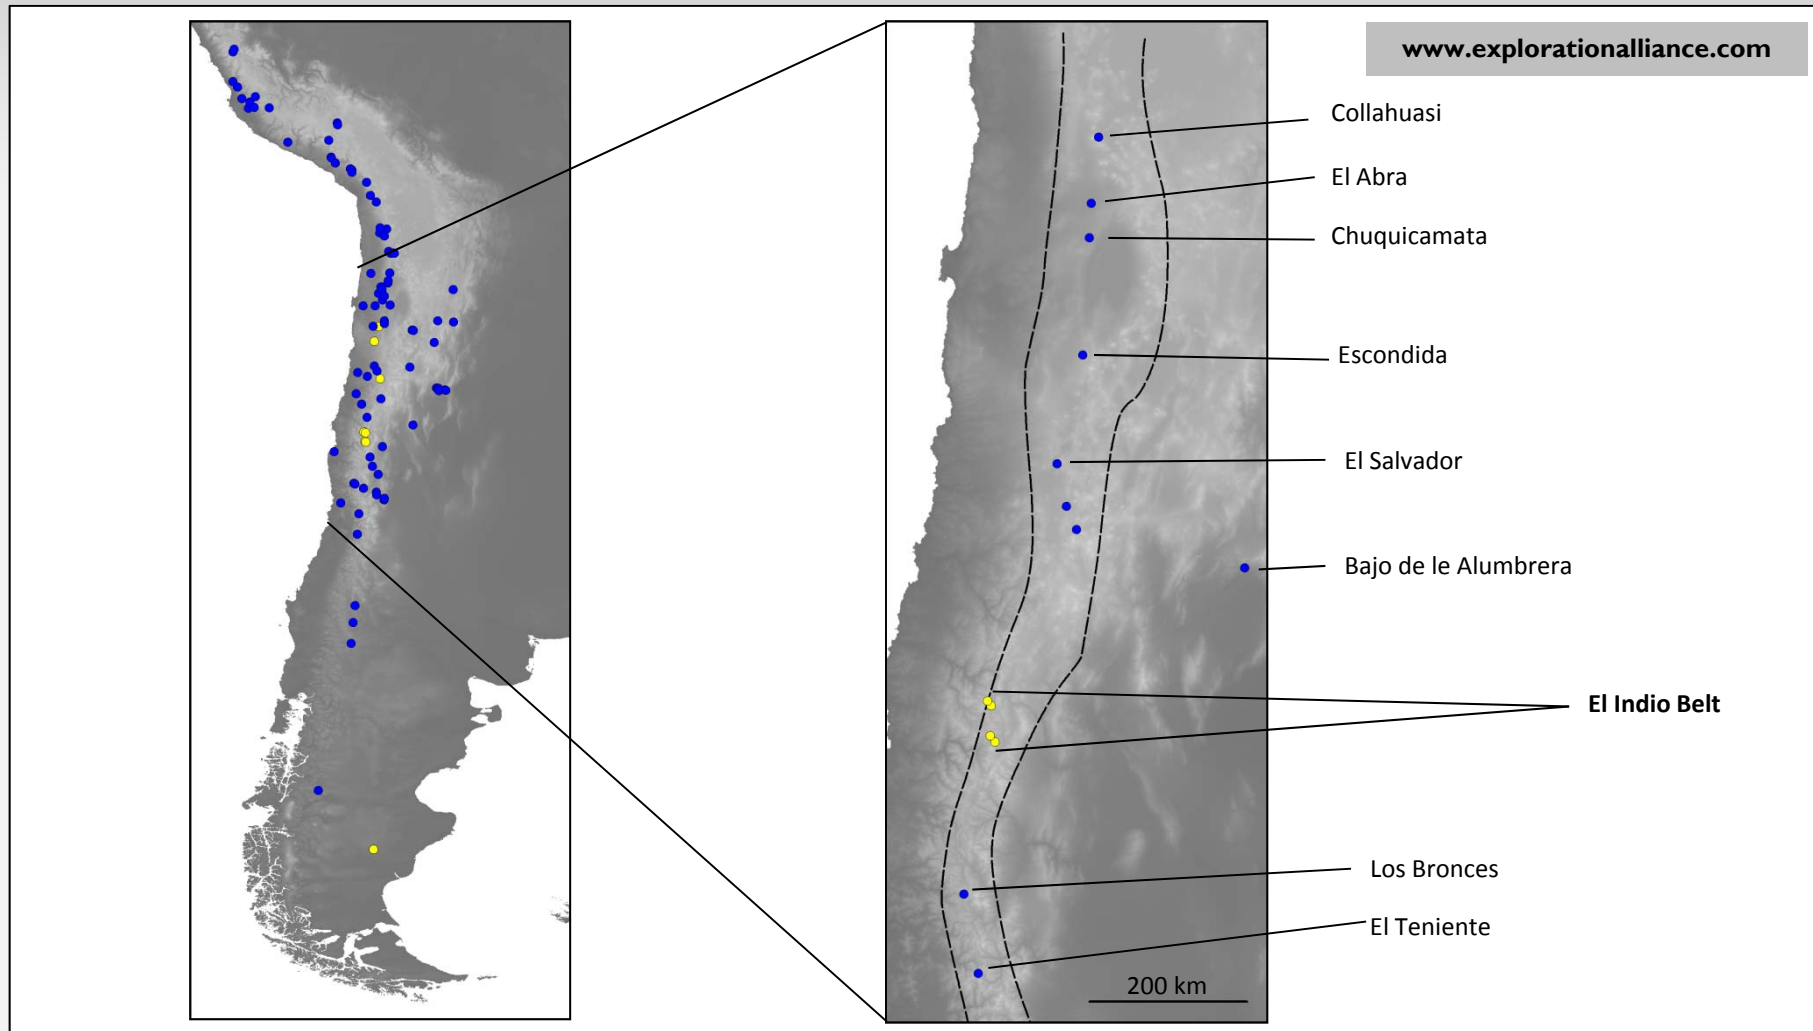 www.explorationalliance.com
Collahuasi
El Abra
Chuquicamata
Escondida
El Salvador
Bajo de le Alumbrera
El Indio Belt
Los Bronces
El Teniente
200 km